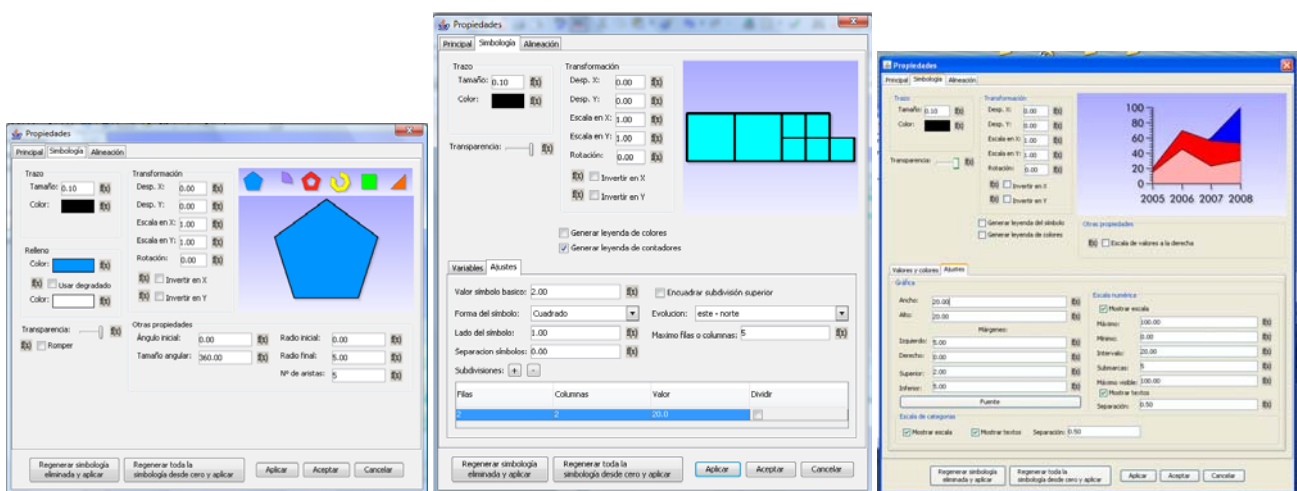 Propiedades
Principal Simbología Alineación
Trazo
Tamaño: 0.10 f(x)
Color: f(x)
Relleno
Color: f(x)
f(x) Usar degradado
Color: f(x)
Transparencia: f(x)
f(x) Romper
Transformación
Desp. X: 0.00 f(x)
Desp. Y: 0.00 f(x)
Escala en X: 1.00 f(x)
Escala en Y: 1.00 f(x)
Rotación: 0.00 f(x)
f(x) Invertir en X
f(x) Invertir en Y
Otras propiedades
Ángulo inicial: 0.00 f(x) Radio inicial: 0.00 f(x)
Tamaño angular: 360.00 f(x) Radio final: 5.00 f(x)
Nº de aristas: 5 f(x)
Regenerar simbología
eliminada y aplicar
Regenerar toda la
simbología desde cero y aplicar
Aplicar Aceptar Cancelar
Propiedades
Principal Simbología Alineación
Trazo
Tamaño: 0.10 f(x)
Color: f(x)
Transparencia: f(x)
Transformación
Desp. X: 0.00 f(x)
Desp. Y: 0.00 f(x)
Escala en X: 1.00 f(x)
Escala en Y: 1.00 f(x)
Rotación: 0.00 f(x)
f(x) Invertir en X
f(x) Invertir en Y
Generar leyenda de colores
Generar leyenda de contadores
Variables Ajustes
Valor símbolo basico: 2.00 f(x) Encuadrar subdivisión superior
Forma del símbolo: Cuadrado Evolucion: este - norte
Lado del símbolo: 1.00 f(x) Maximo filas o columnas: 5 f(x)
Separacion símbolos: 0.00 f(x)
Subdivisiones: + -
Filas Columnas Valor Dividir
2 2 20.0
Regenerar simbología
eliminada y aplicar
Regenerar toda la
simbología desde cero y aplicar
Aplicar Aceptar Cancelar
Propiedades
Principal Simbología Alineación
Trazo
Tamaño: 0.10 f(x)
Color: f(x)
Transparencia: f(x)
Transformación
Desp. X: 0.00 f(x)
Desp. Y: 0.00 f(x)
Escala en X: 1.00 f(x)
Escala en Y: 1.00 f(x)
Rotación: 0.00 f(x)
f(x) Invertir en X
f(x) Invertir en Y
100
80
60
40
20
0
2005 2006 2007 2008
Generar leyenda del símbolo
Generar leyenda de colores
Otras propiedades
f(x) Escala de valores a la derecha
Valores y colores Ajustes
Gráfica
Ancho: 20.00 f(x)
Alto: 20.00 f(x)
Márgenes:
Izquierdo: 5.00 f(x)
Derecho: 0.00 f(x)
Superior: 2.00 f(x)
Inferior: 5.00 f(x)
Fuente
Escala numérica
Mostrar escala
Máximo: 100.00 f(x)
Mínimo: 0.00 f(x)
Intervalo: 20.00 f(x)
Submarcas: 5 f(x)
Máximo visible: 100.00 f(x)
Mostrar textos
Separación: 0.50 f(x)
Escala de categorías
Mostrar escala Mostrar textos Separación: 0.50
Regenerar simbología
eliminada y aplicar
Regenerar toda la
simbología desde cero y aplicar
Aplicar Aceptar Cancelar